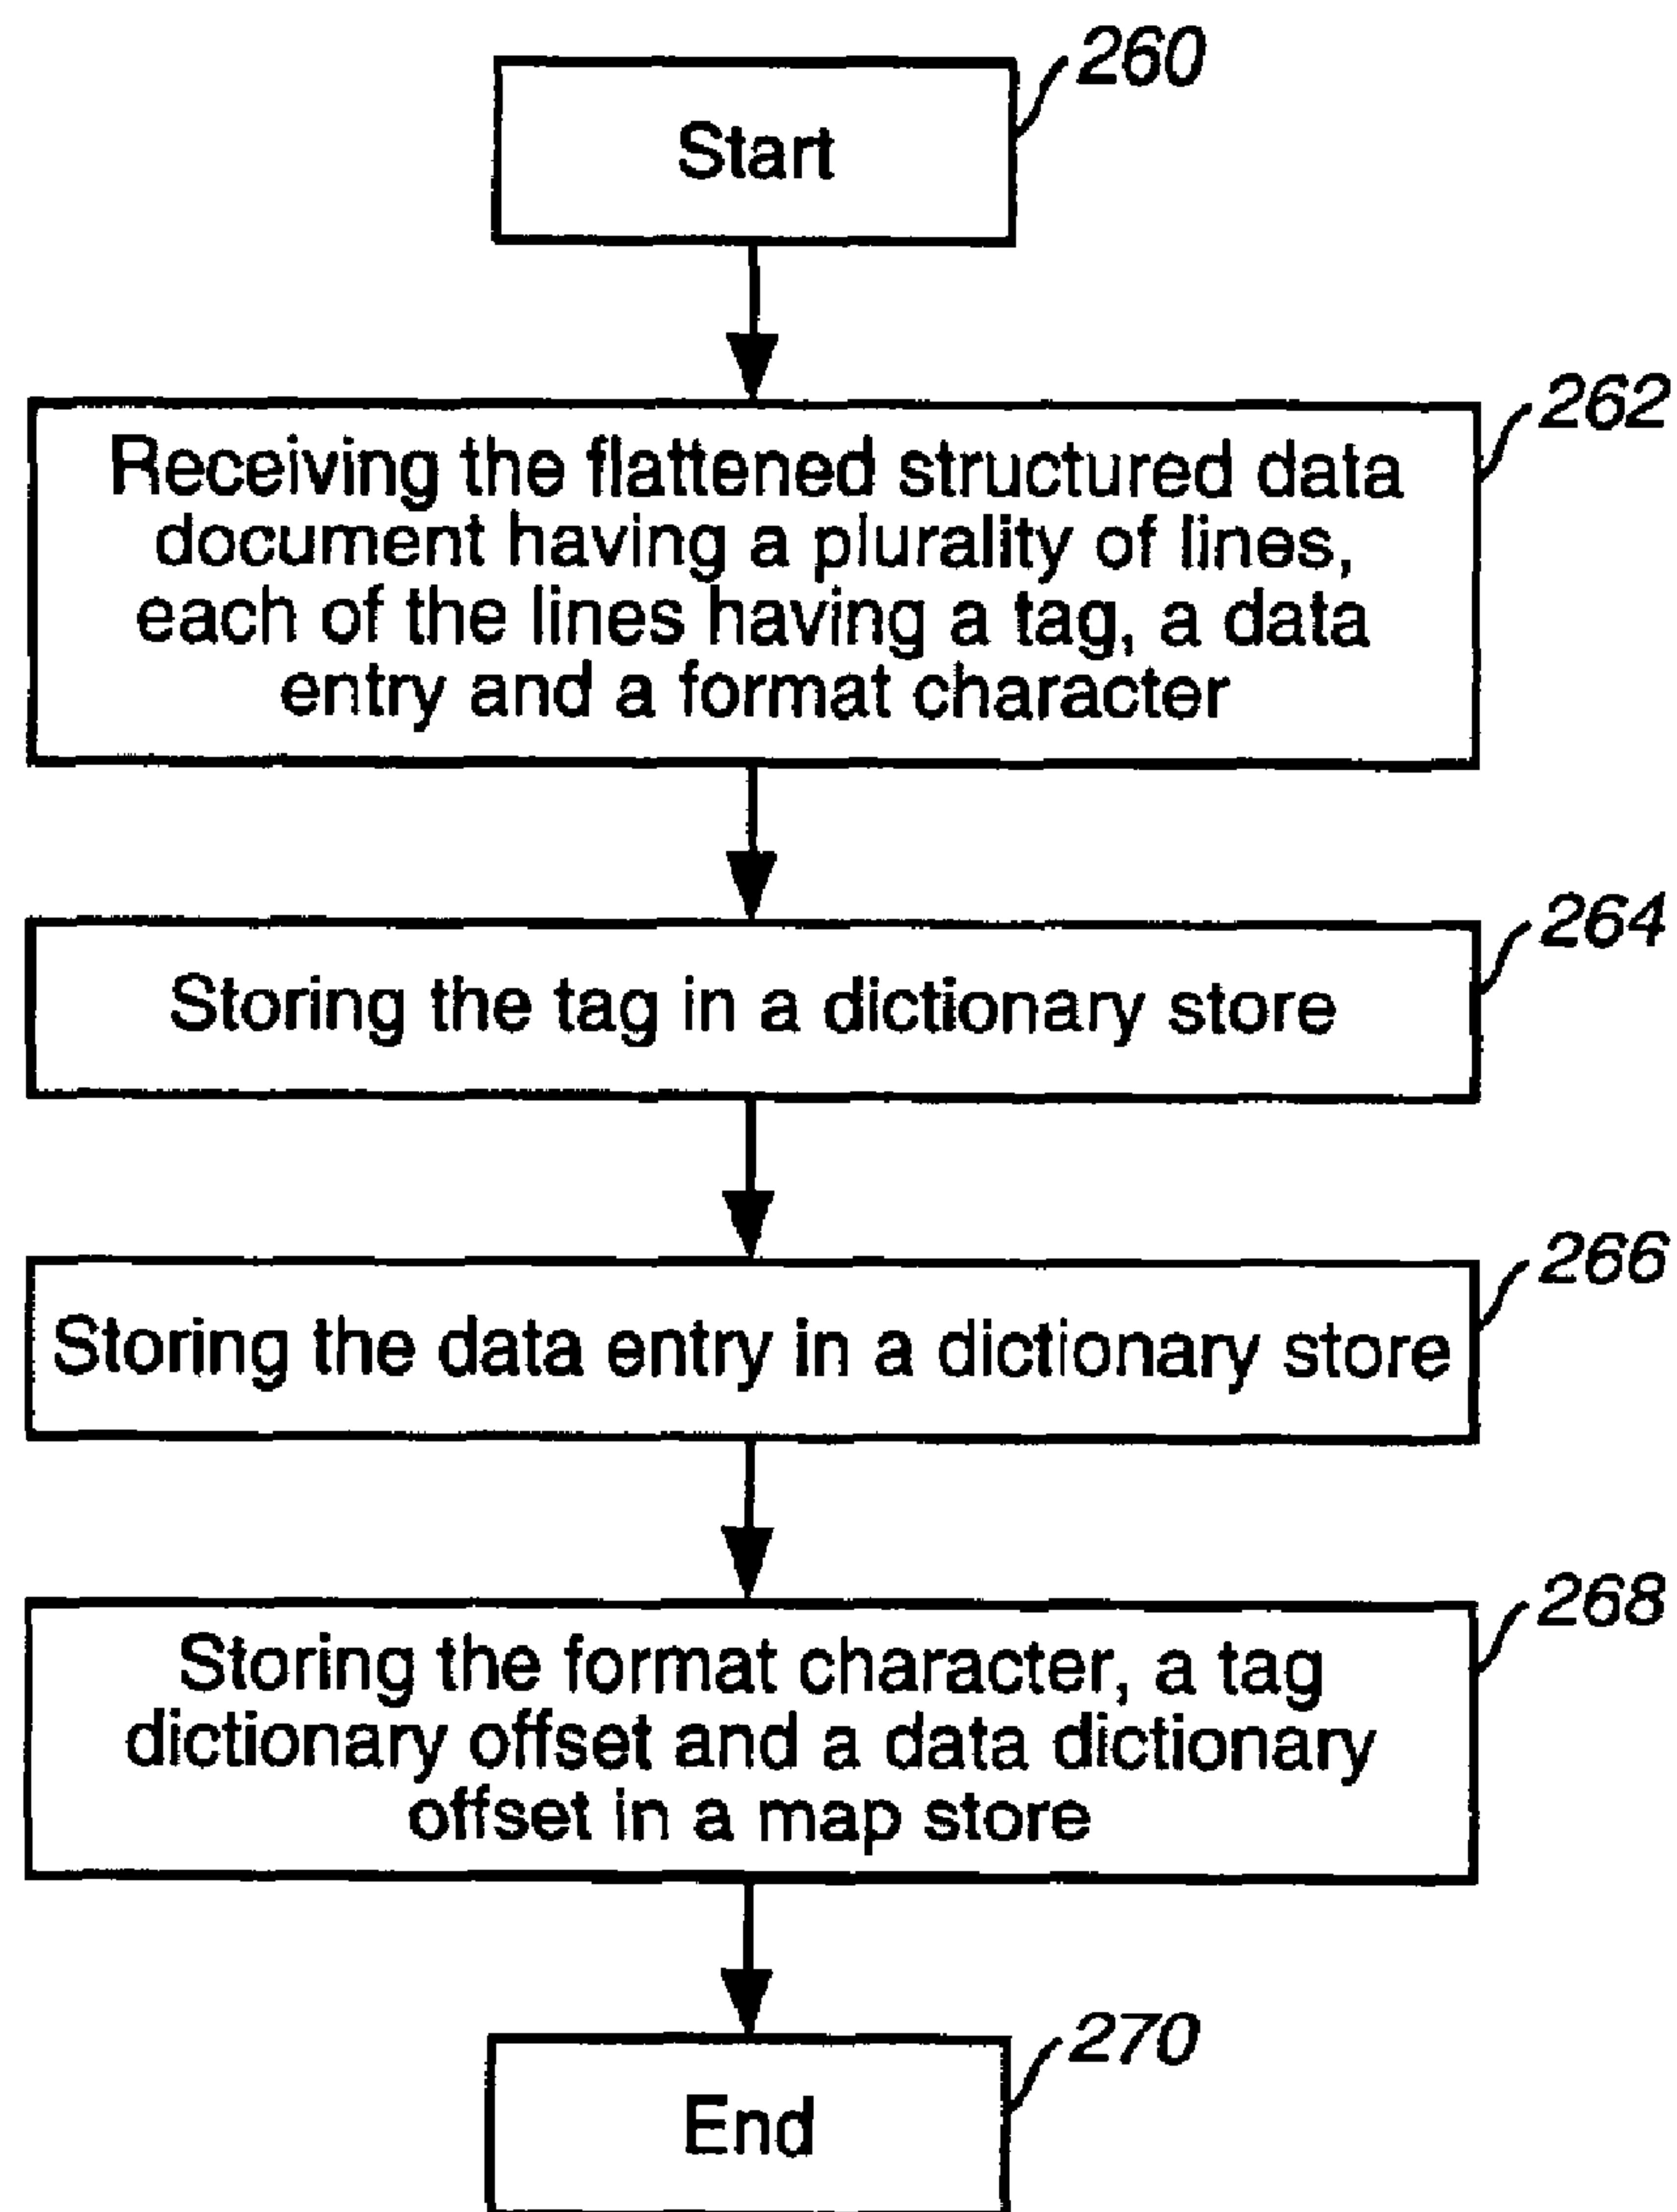 260
Start
262
Receiving the flattened structured data
document having a plurality of lines,
each of the lines having a tag, a data
entry and a format character
264
Storing the tag in a dictionary store
266
Storing the data entry in a dictionary store
268
Storing the format character, a tag
dictionary offset and a data dictionary
offset in a map store
270
End